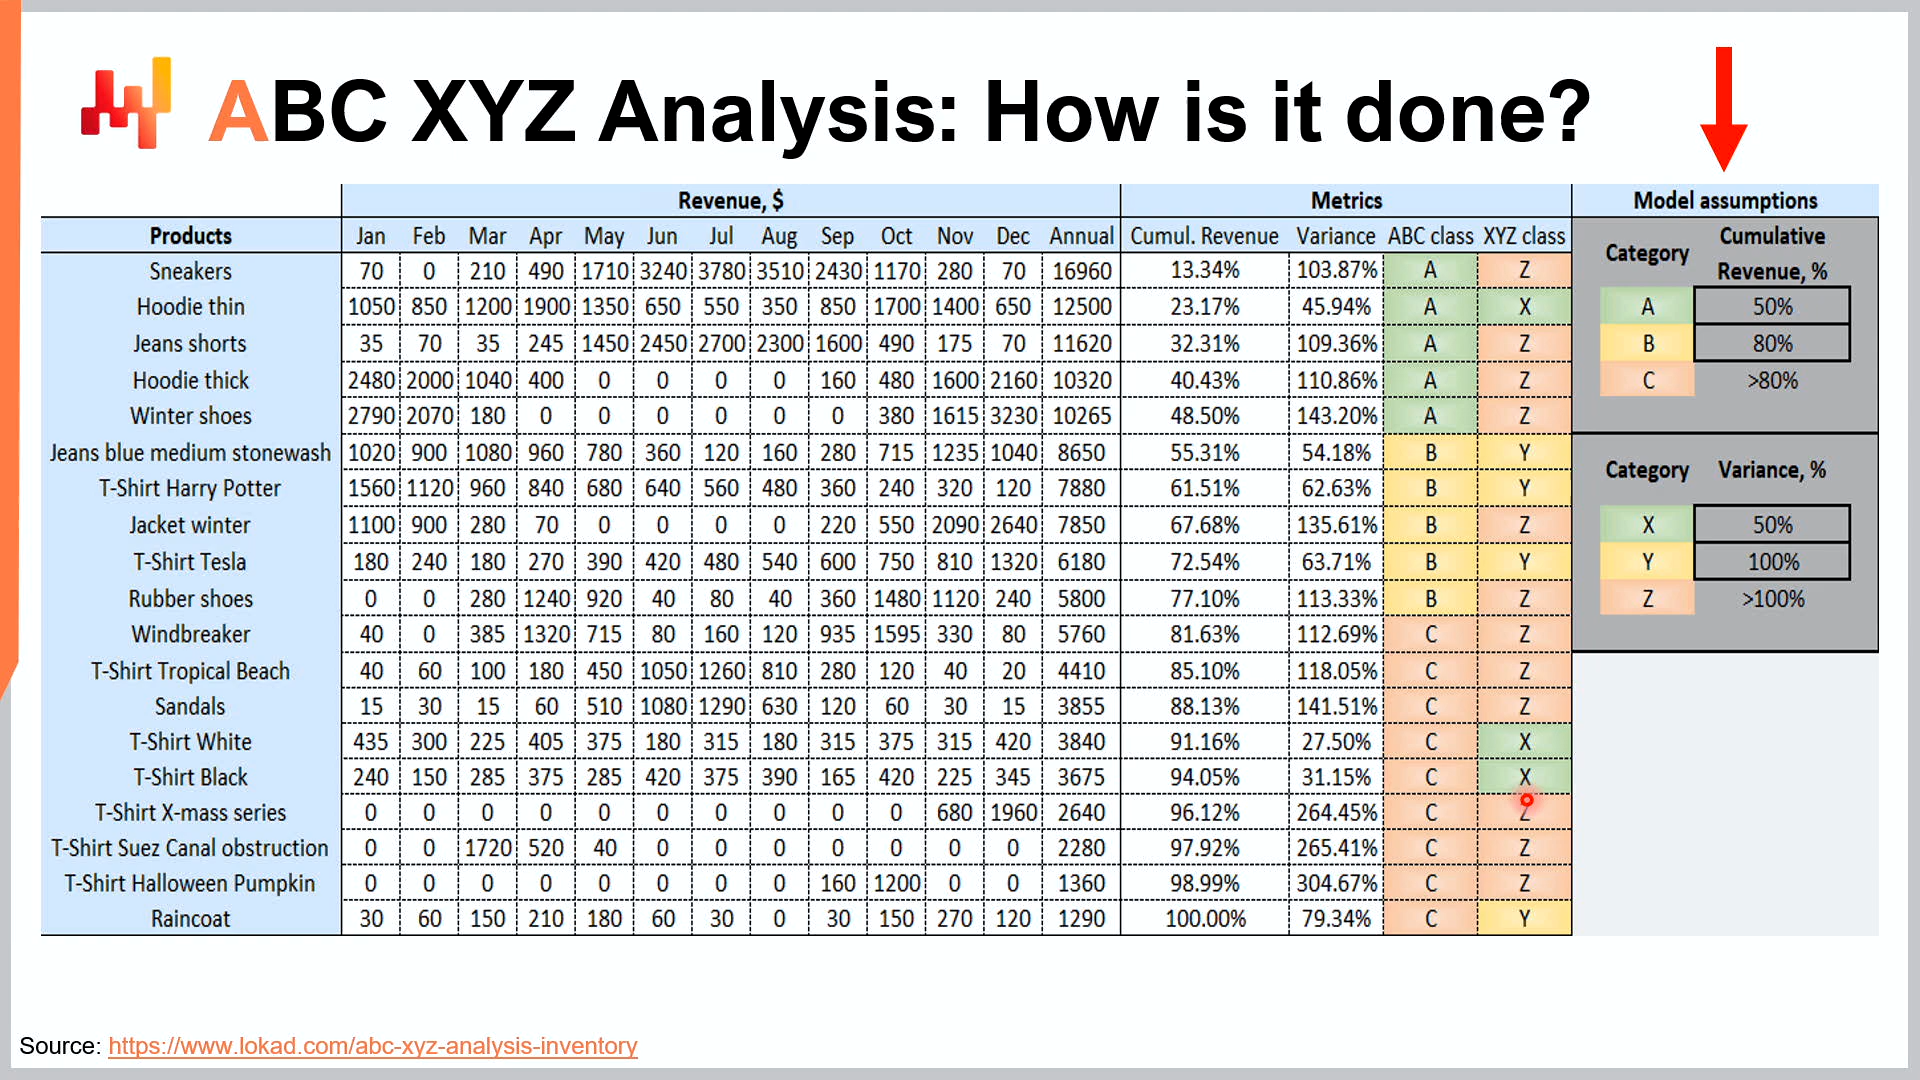 ABC XYZ Analysis: How is it done?
Revenue, $ Metrics Model assumptions
Products Jan Feb Mar Apr May Jun Jul Aug Sep Oct Nov Dec Annual Cumul. Revenue Variance ABC class XYZ class
Sneakers 70 0 210 490 1710 3240 3780 3510 2430 1170 280 70 16960 13.34% 103.87% A Z
Hoodie thin 1050 850 1200 1900 1350 650 550 350 850 1700 1400 650 12500 23.17% 45.94% A X
Jeans shorts 35 70 35 245 1450 2450 2700 2300 1600 490 175 70 11620 32.31% 109.36% A Z
Hoodie thick 2480 2000 1040 400 0 0 0 0 160 480 1600 2160 10320 40.43% 110.86% A Z
Winter shoes 2790 2070 180 0 0 0 0 0 0 380 1615 3230 10265 48.50% 143.20% A Z
Jeans blue medium stonewash 1020 900 1080 960 780 360 120 160 280 715 1235 1040 8650 55.31% 54.18% B Y
T-Shirt Harry Potter 1560 1120 960 840 680 640 560 480 360 240 320 120 7880 61.51% 62.63% B Y
Jacket winter 1100 900 280 70 0 0 0 0 220 550 2090 2640 7850 67.68% 135.61% B Z
T-Shirt Tesla 180 240 180 270 390 420 480 540 600 750 810 1320 6180 72.54% 63.71% B Y
Rubber shoes 0 0 280 1240 920 40 80 40 360 1480 1120 240 5800 77.10% 113.33% B Z
Windbreaker 40 0 385 1320 715 80 160 120 935 1595 330 80 5760 81.63% 112.69% C Z
T-Shirt Tropical Beach 40 60 100 180 450 1050 1260 810 280 120 40 20 4410 85.10% 118.05% C Z
Sandals 15 30 15 60 510 1080 1290 630 120 60 30 15 3855 88.13% 141.51% C Z
T-Shirt White 435 300 225 405 375 180 315 180 315 375 315 420 3840 91.16% 27.50% C X
T-Shirt Black 240 150 285 375 285 420 375 390 165 420 225 345 3675 94.05% 31.15% C X
T-Shirt X-mass series 0 0 0 0 0 0 0 0 0 0 680 1960 2640 96.12% 264.45% C Z
T-Shirt Suez Canal obstruction 0 0 1720 520 40 0 0 0 0 0 0 0 2280 97.92% 265.41% C Z
T-Shirt Halloween Pumpkin 0 0 0 0 0 0 0 0 160 1200 0 0 1360 98.99% 304.67% C Z
Raincoat 30 60 150 210 180 60 30 0 30 150 270 120 1290 100.00% 79.34% C Y
Category Cumulative
Revenue, %
A 50%
B 80%
C >80%
Category Variance, %
X 50%
Y 100%
Z >100%
Source: https://www.lokad.com/abc-xyz-analysis-inventory